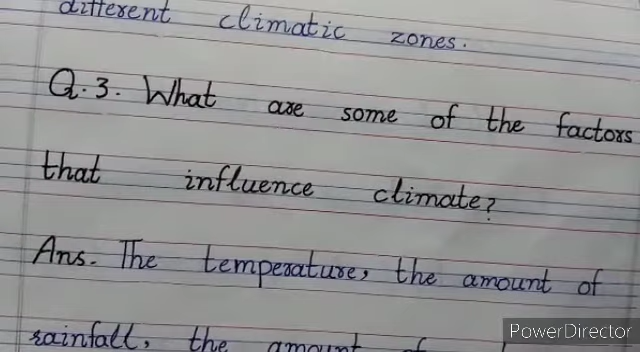 different climatic zones.
Q.3. What are some of the factors
that influence climate?
Ans. The temperature, the amount of
rainfall, the amount
PowerDirector